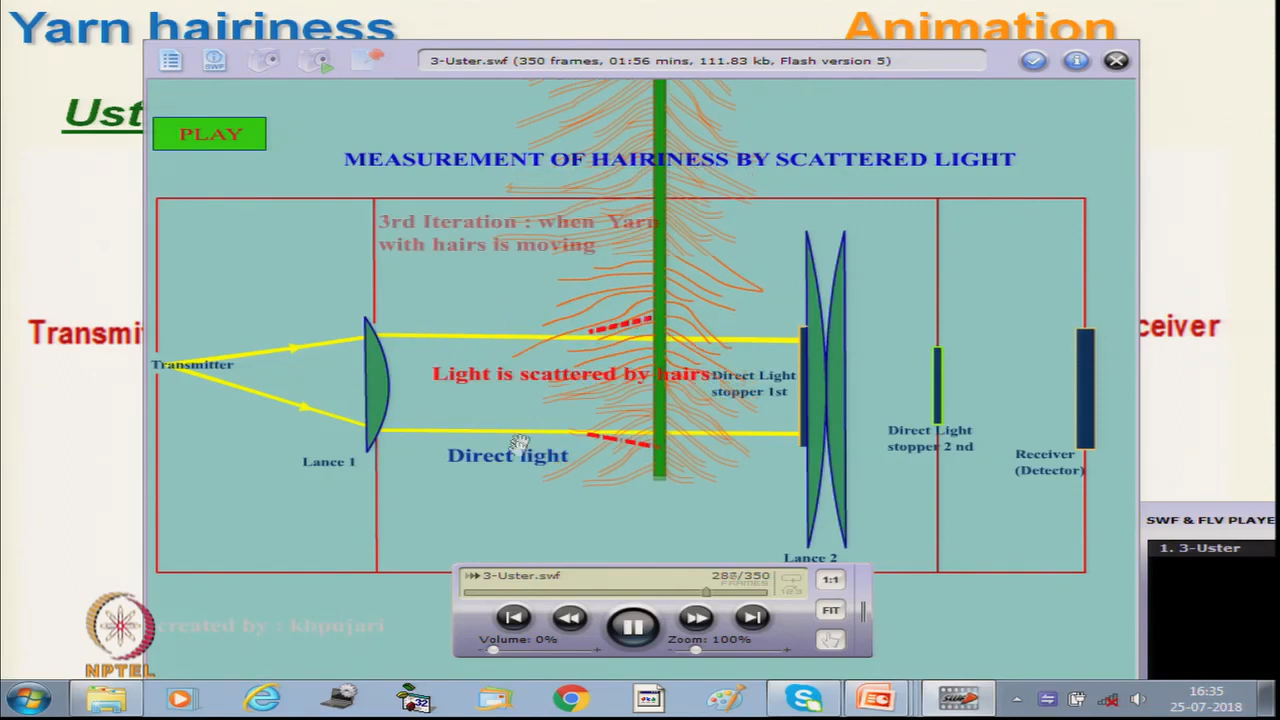 Yarn hairiness
Animation
3-Uster.swf (350 frames, 01:56 mins, 111.83 kb, Flash version 5)
SWF
Ust
PLAY
MEASUREMENT OF HAIRINESS BY SCATTERED LIGHT
3rd Iteration : when Yarn
with hairs is moving
Transmit
ceiver
Transmitter
Light is scattered by hairs
Direct Light
stopper 1st
Direct Light
stopper 2 nd
Lance 1
Direct light
Receiver
(Detector)
Lance 2
SWF & FLV PLAYE
1. 3-Uster
3-Uster.swf
/350
FRAMES
1:1
FIT
Volume: 0%
Zoom: 100%
created by : khpujari
NPTEL
32
16:35
25-07-2018